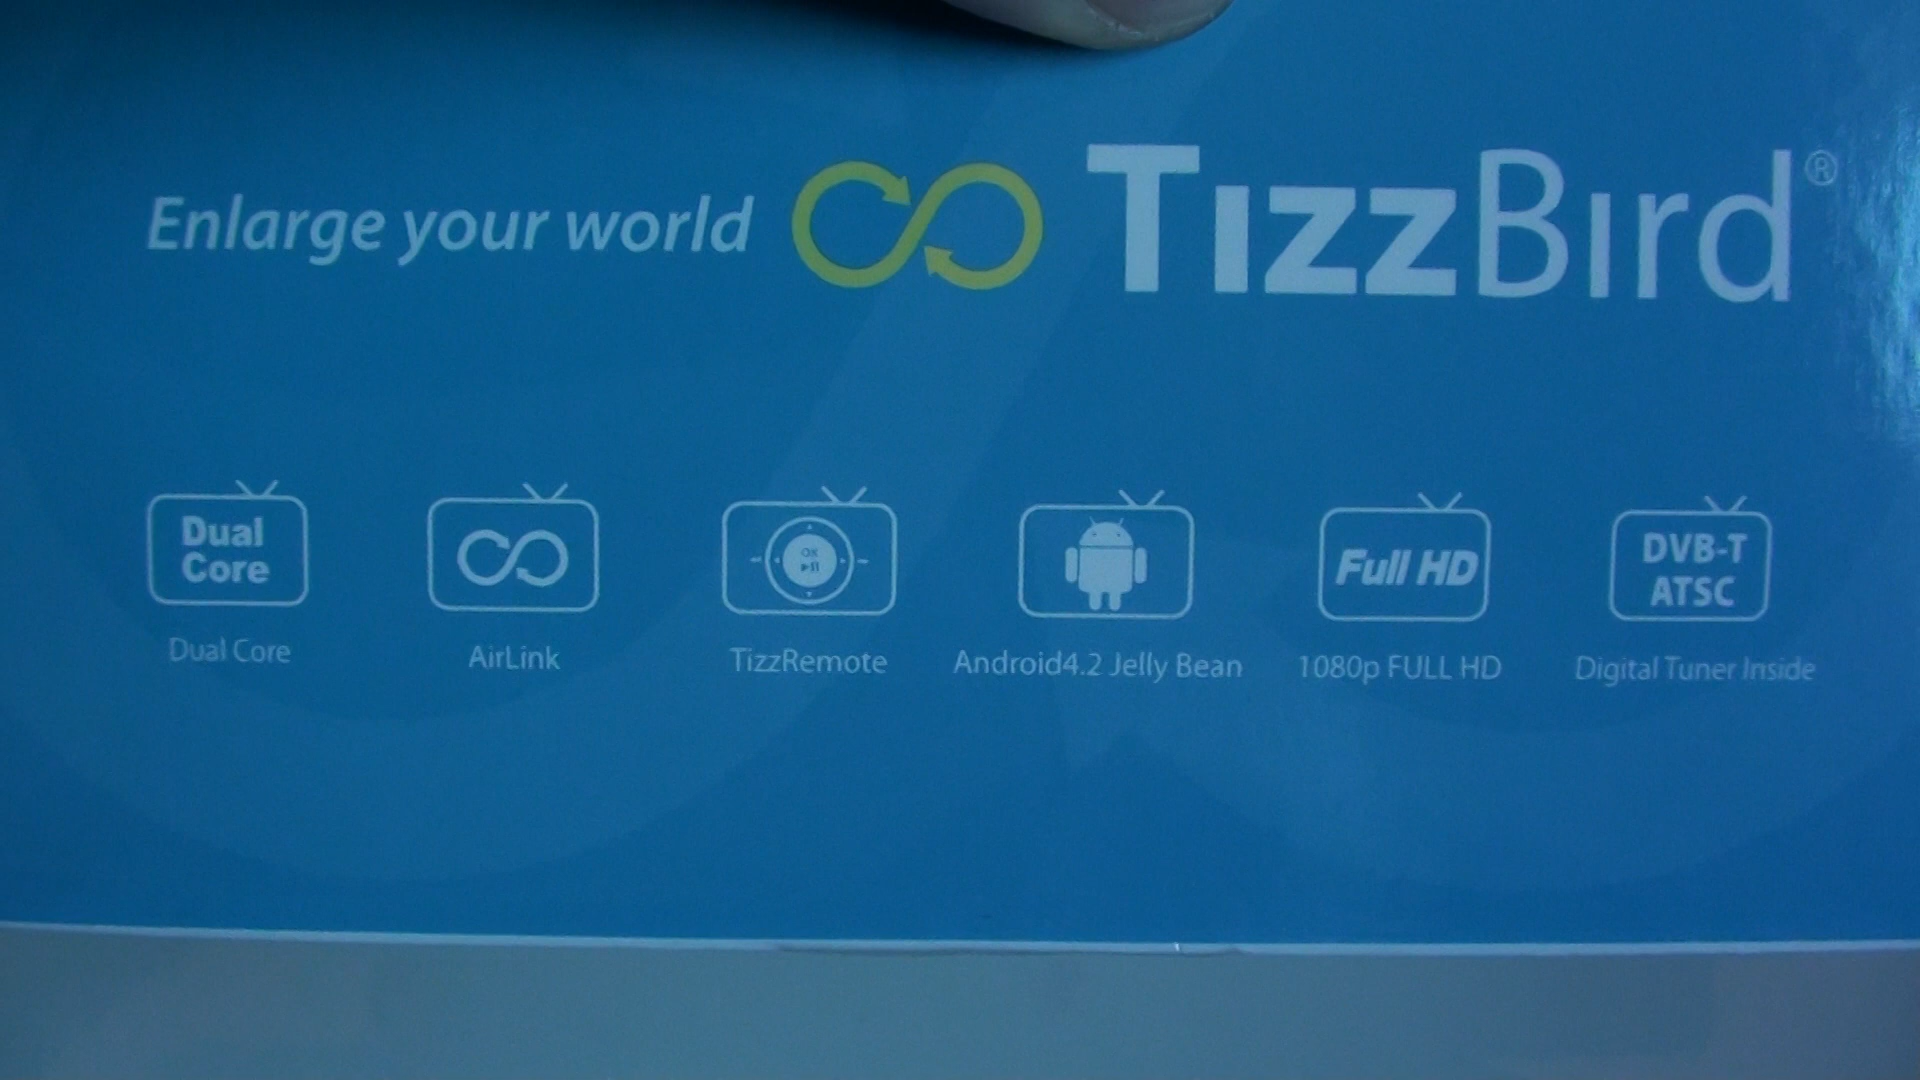 Enlarge your world TizzBird®
Dual
Core
OK
Full HD
DVB-T
ATSC
Dual Core
AirLink
TizzRemote
Android4.2 Jelly Bean
1080p FULL HD
Digital Tuner Inside